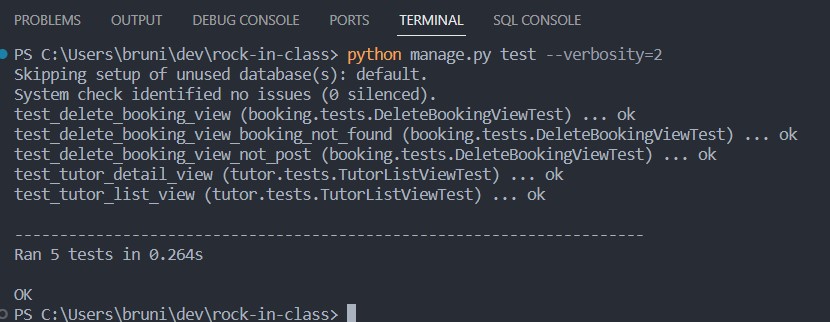 PROBLEMS OUTPUT DEBUG CONSOLE PORTS TERMINAL SQL CONSOLE
PS C:\Users\bruni\dev\rock-in-class> python manage.py test --verbosity=2
Skipping setup of unused database(s): default.
System check identified no issues (0 silenced).
test_delete_booking_view (booking.tests.DeleteBookingViewTest) ... ok
test_delete_booking_view_booking_not_found (booking.tests.DeleteBookingViewTest) ... ok
test_delete_booking_view_not_post (booking.tests.DeleteBookingViewTest) ... ok
test_tutor_detail_view (tutor.tests.TutorListViewTest) ... ok
test_tutor_list_view (tutor.tests.TutorListViewTest) ... ok
----------------------------------------------------------------------
Ran 5 tests in 0.264s
OK
PS C:\Users\bruni\dev\rock-in-class>